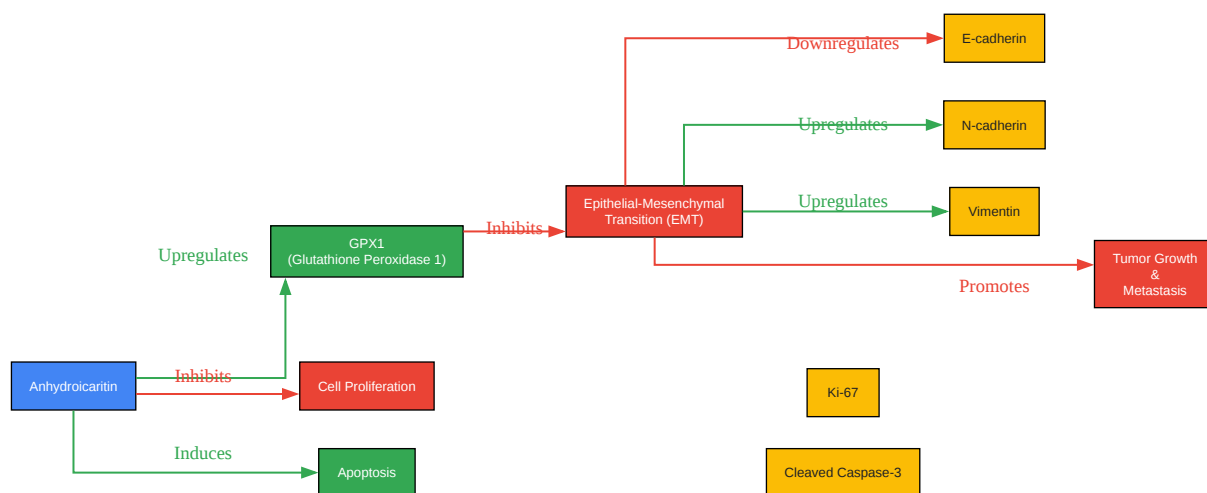 E-cadherin
Downregulates
N-cadherin
Upregulates
Epithelial-Mesenchymal
Transition (EMT)
Upregulates
Vimentin
Inhibits
GPX1
(Glutathione Peroxidase 1)
Upregulates
Tumor Growth
&
Metastasis
Promotes
Anhydroicaritin
Inhibits
Cell Proliferation
Ki-67
Induces
Apoptosis
Cleaved Caspase-3